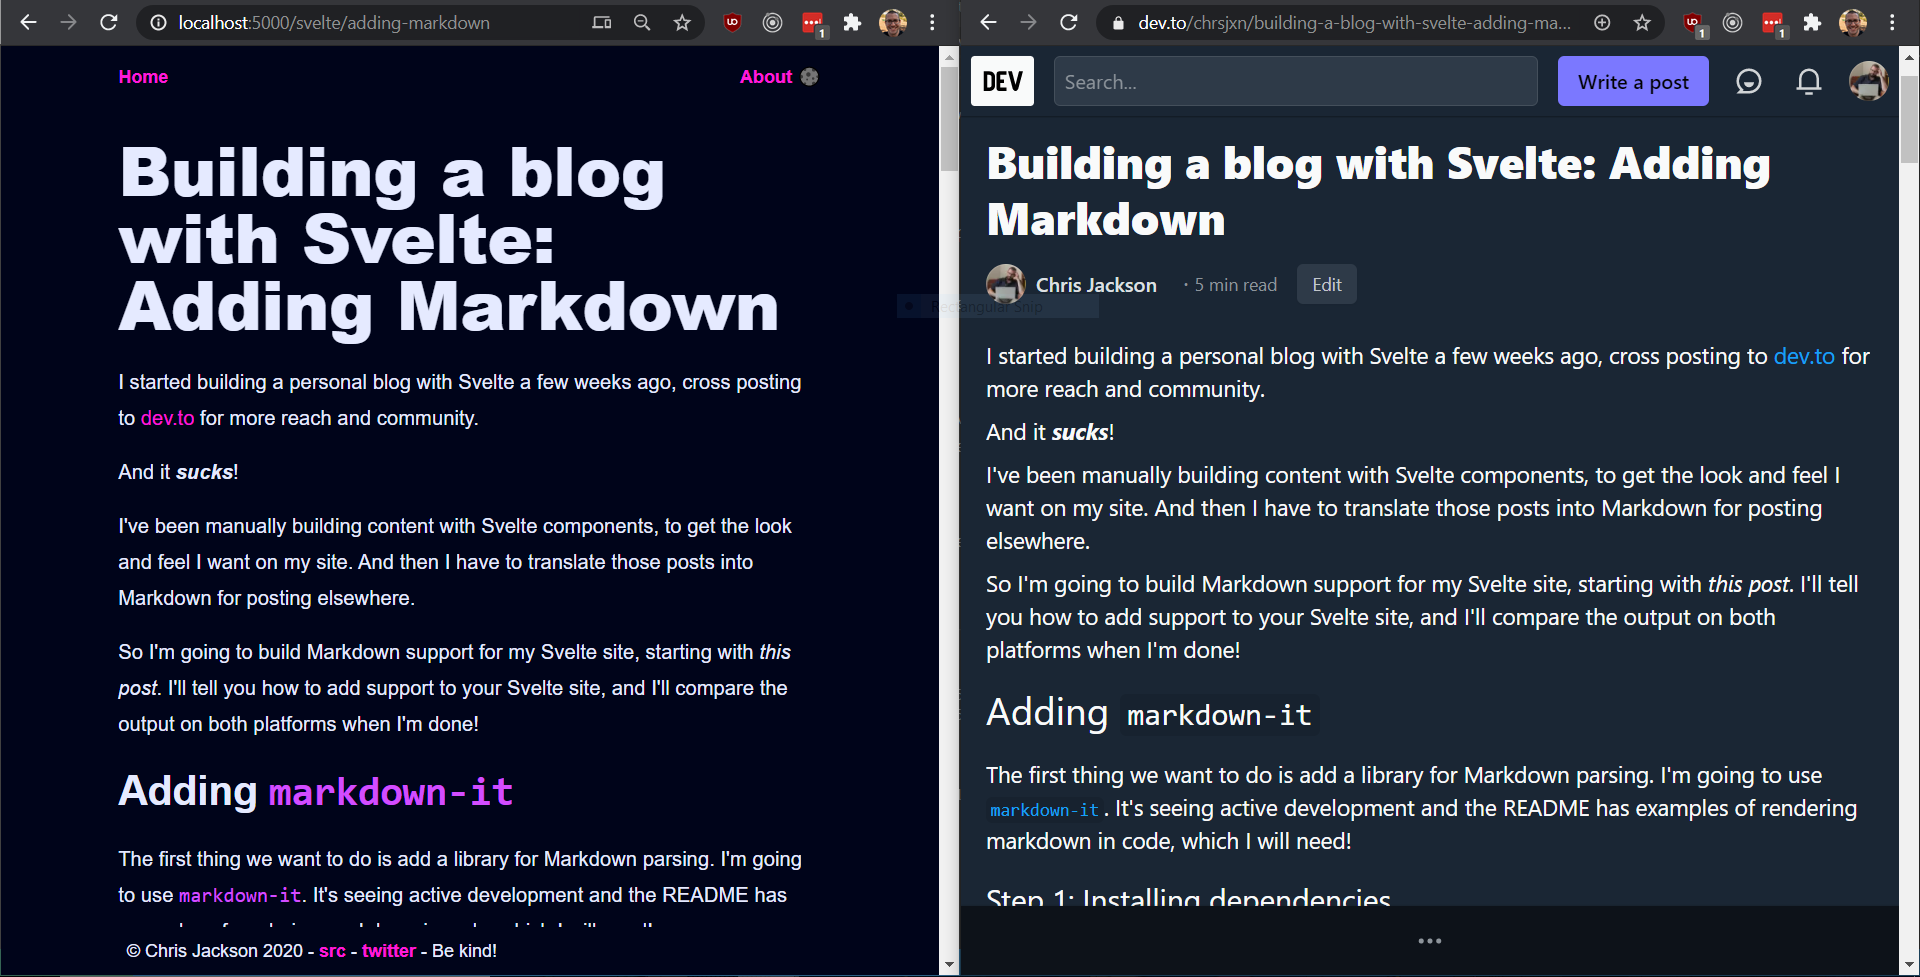 localhost:5000/svelte/adding-markdown
1
Home
About
Building a blog
with Svelte:
Adding Markdown
I started building a personal blog with Svelte a few weeks ago, cross posting
to dev.to for more reach and community.
And it sucks!
I've been manually building content with Svelte components, to get the look
and feel I want on my site. And then I have to translate those posts into
Markdown for posting elsewhere.
So I'm going to build Markdown support for my Svelte site, starting with this
post. I'll tell you how to add support to your Svelte site, and I'll compare the
output on both platforms when I'm done!
Adding markdown-it
The first thing we want to do is add a library for Markdown parsing. I'm going
to use markdown-it. It's seeing active development and the README has
© Chris Jackson 2020 - src - twitter - Be kind!
dev.to/chrsjxn/building-a-blog-with-svelte-adding-ma...
1
1
DEV
Search...
Write a post
Building a blog with Svelte: Adding
Markdown
Chris Jackson · 5 min read Edit
Rectangular Snip
I started building a personal blog with Svelte a few weeks ago, cross posting to dev.to for
more reach and community.
And it sucks!
I've been manually building content with Svelte components, to get the look and feel I
want on my site. And then I have to translate those posts into Markdown for posting
elsewhere.
So I'm going to build Markdown support for my Svelte site, starting with this post. I'll tell
you how to add support to your Svelte site, and I'll compare the output on both
platforms when I'm done!
Adding markdown-it
The first thing we want to do is add a library for Markdown parsing. I'm going to use
markdown-it. It's seeing active development and the README has examples of rendering
markdown in code, which I will need!
Step 1: Installing dependencies